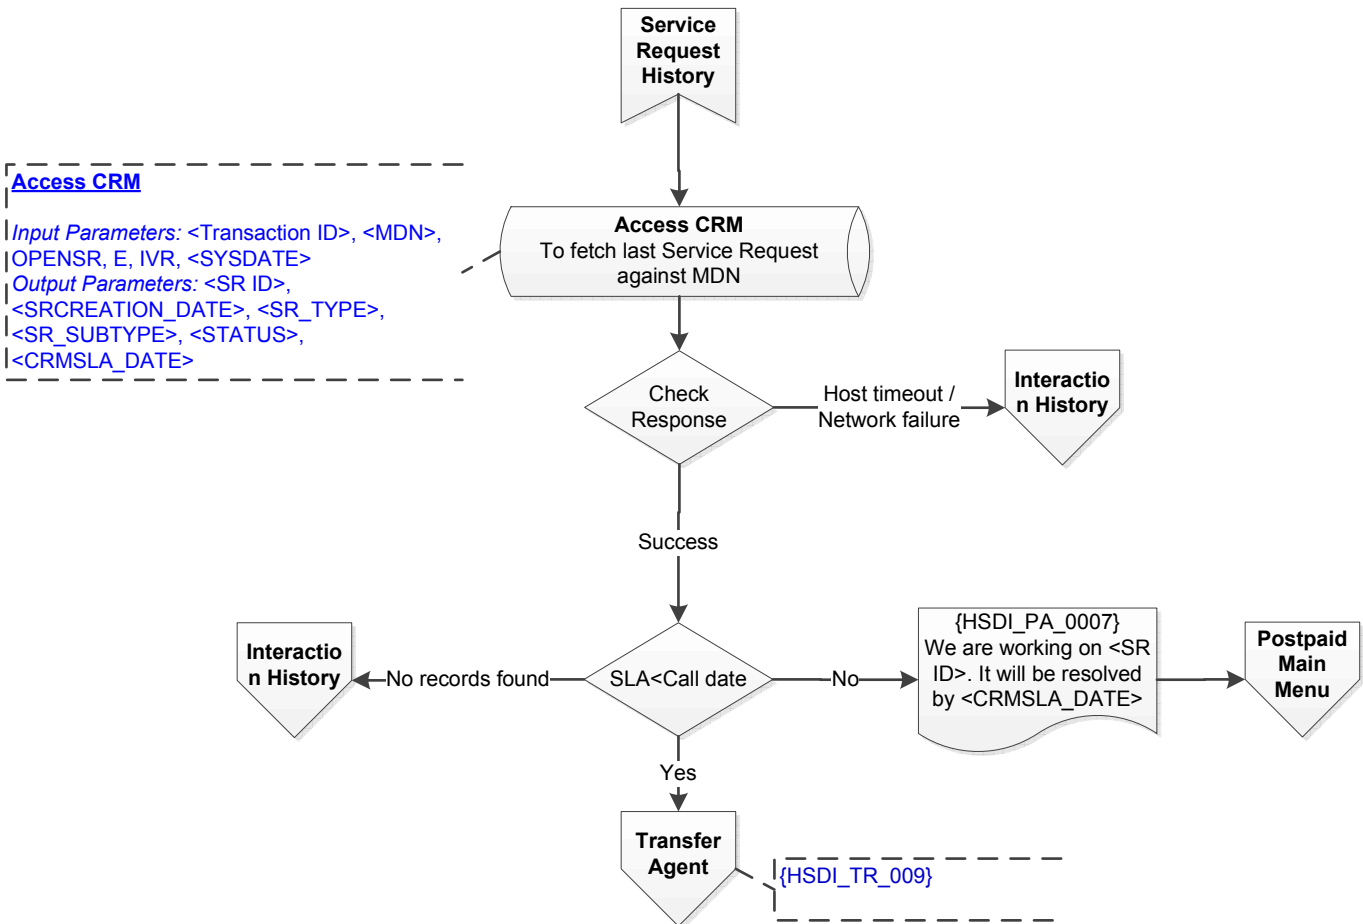 Service
Request
History
Access CRM
Input Parameters: <Transaction ID>, <MDN>,
OPENSR, E, IVR, <SYSDATE>
Output Parameters: <SR ID>,
<SRCREATION_DATE>, <SR_TYPE>,
<SR_SUBTYPE>, <STATUS>,
<CRMSLA_DATE>
Access CRM
To fetch last Service Request
against MDN
Check
Response
Host timeout /
Network failure
Interactio
n History
Success
Interactio
n History
No records found
SLA<Call date
No
{HSDI_PA_0007}
We are working on <SR
ID>. It will be resolved
by <CRMSLA_DATE>
Postpaid
Main
Menu
Yes
Transfer
Agent
{HSDI_TR_009}